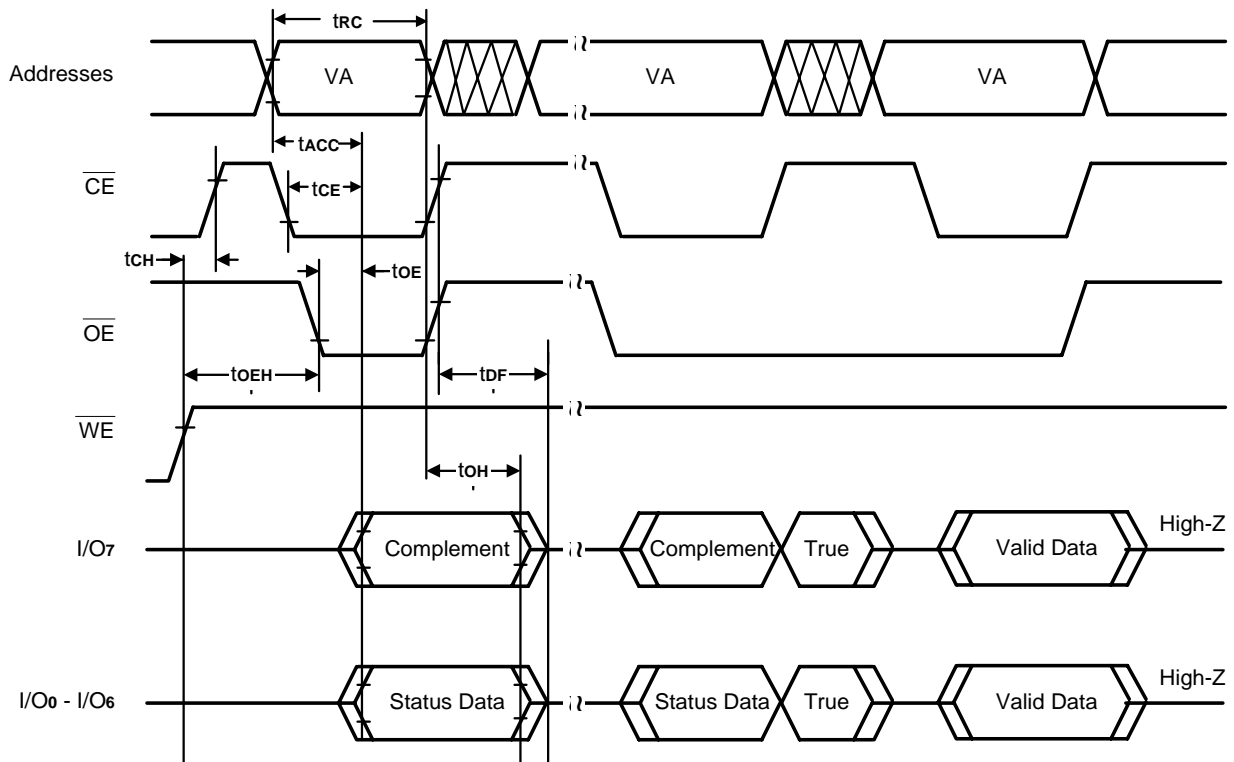 tRC
Addresses VA VA VA
tACC
CE
tCE
tCH
tOE
OE
tOEH
tDF
WE
tOH
I/O7 Complement Complement True Valid Data High-Z
I/O0 - I/O6 Status Data Status Data True Valid Data High-Z